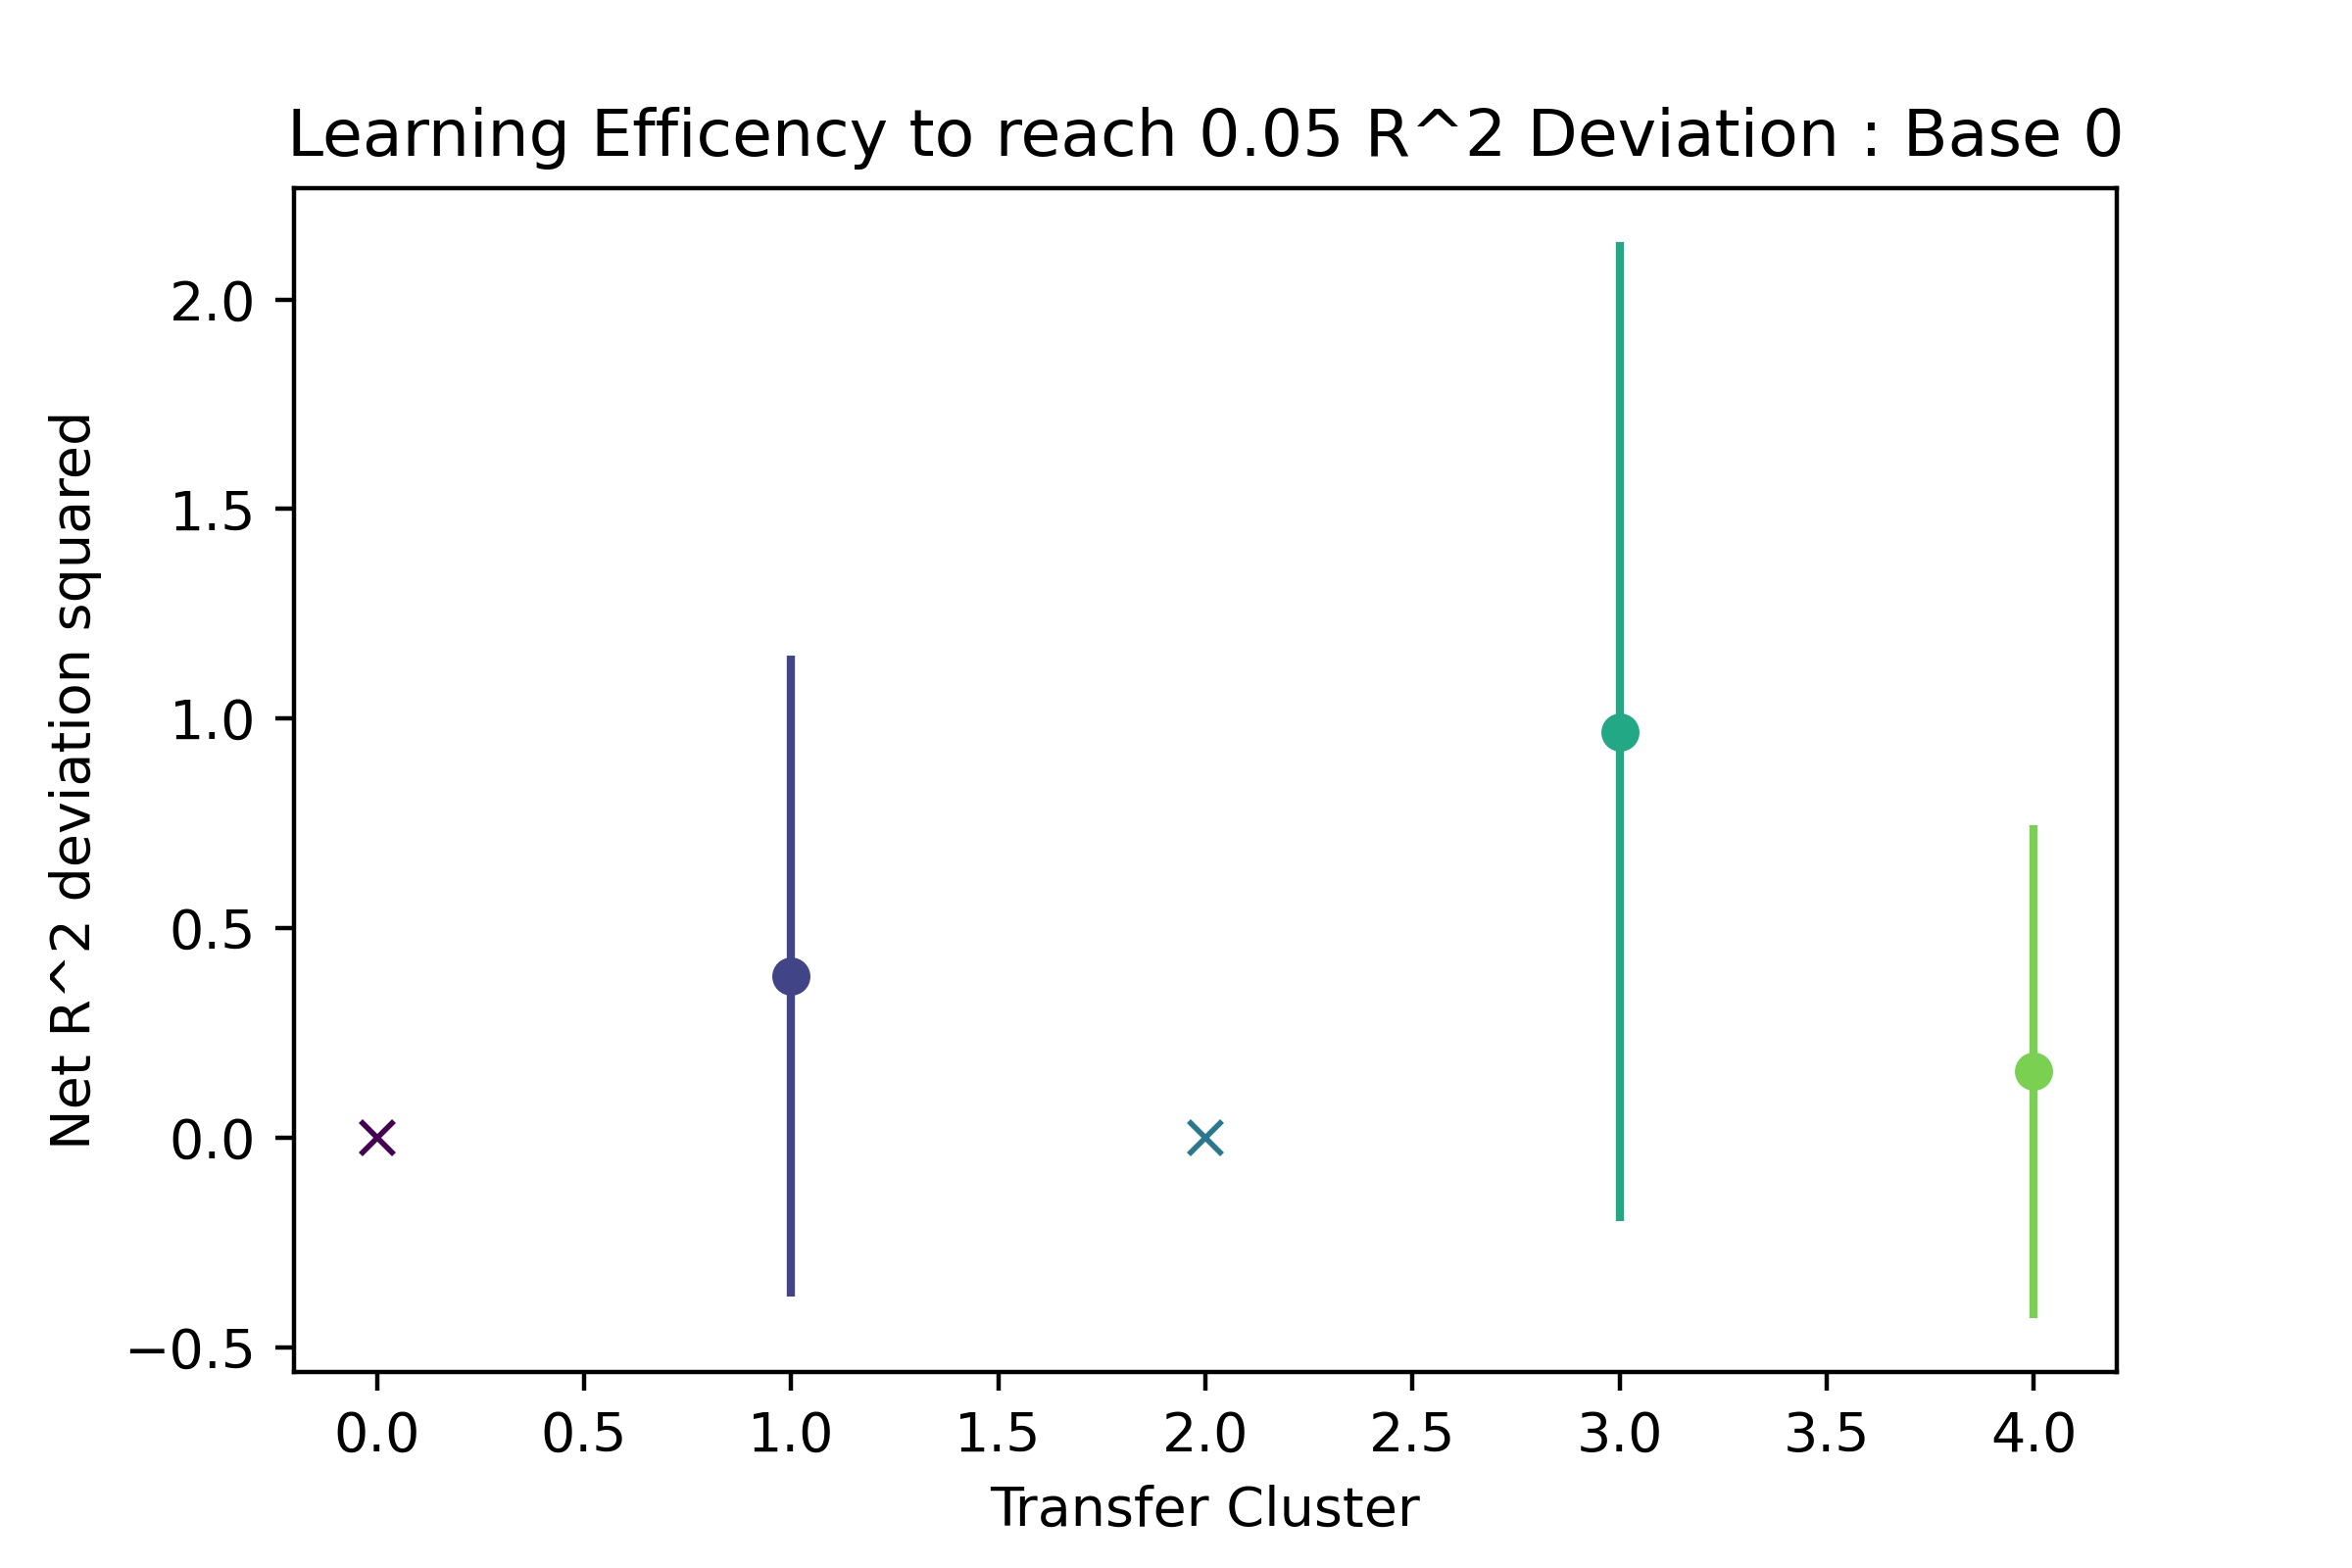 Learning Efficency to reach 0.05 R^2 Deviation : Base 0
Net R^2 deviation squared
2.0
1.5
1.0
0.5
0.0
−0.5
0.0 0.5 1.0 1.5 2.0 2.5 3.0 3.5 4.0
Transfer Cluster